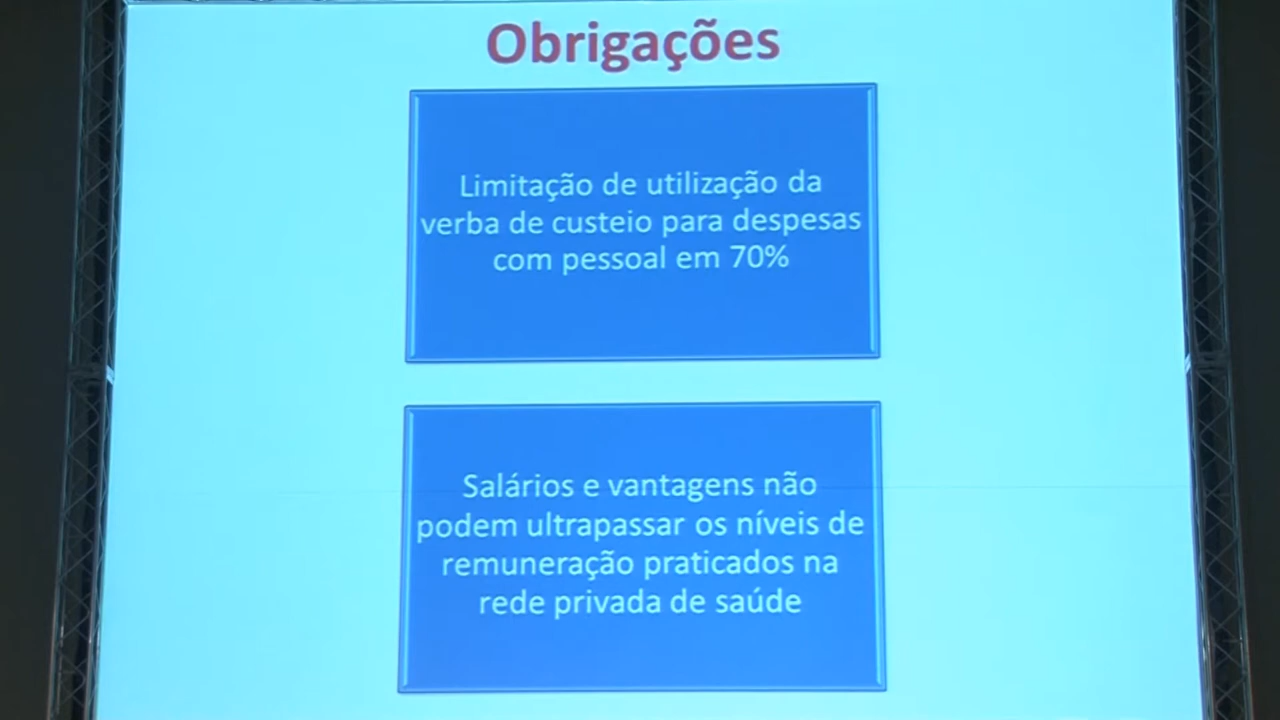 Obrigações
Limitação de utilização da
verba de custeio para despesas
com pessoal em 70%
Salários e vantagens não
podem ultrapassar os níveis de
remuneração praticados na
rede privada de saúde